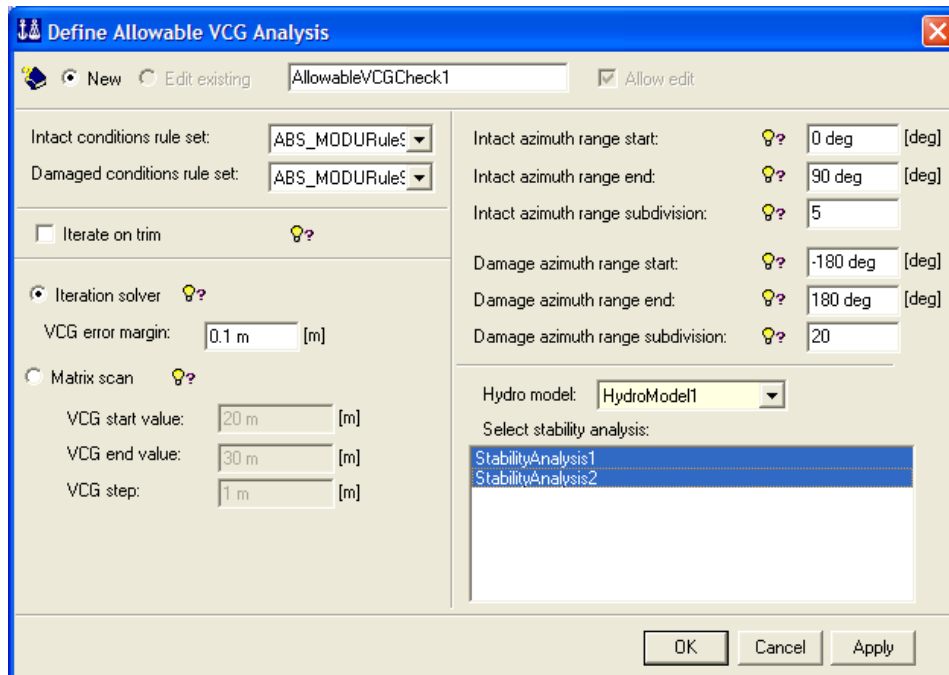 Define Allowable VCG Analysis
New Edit existing AllowableVCGCheck1 Allow edit
Intact conditions rule set: ABS_MODURuleS
Damaged conditions rule set: ABS_MODURuleS
Iterate on trim ?
Iteration solver ?
VCG error margin: 0.1 m [m]
Matrix scan ?
VCG start value: 20 m [m]
VCG end value: 30 m [m]
VCG step: 1 m [m]
Intact azimuth range start: ? 0 deg [deg]
Intact azimuth range end: ? 90 deg [deg]
Intact azimuth range subdivision: ? 5
Damage azimuth range start: ? -180 deg [deg]
Damage azimuth range end: ? 180 deg [deg]
Damage azimuth range subdivision: ? 20
Hydro model: HydroModel1
Select stability analysis:
StabilityAnalysis1
StabilityAnalysis2
OK Cancel Apply